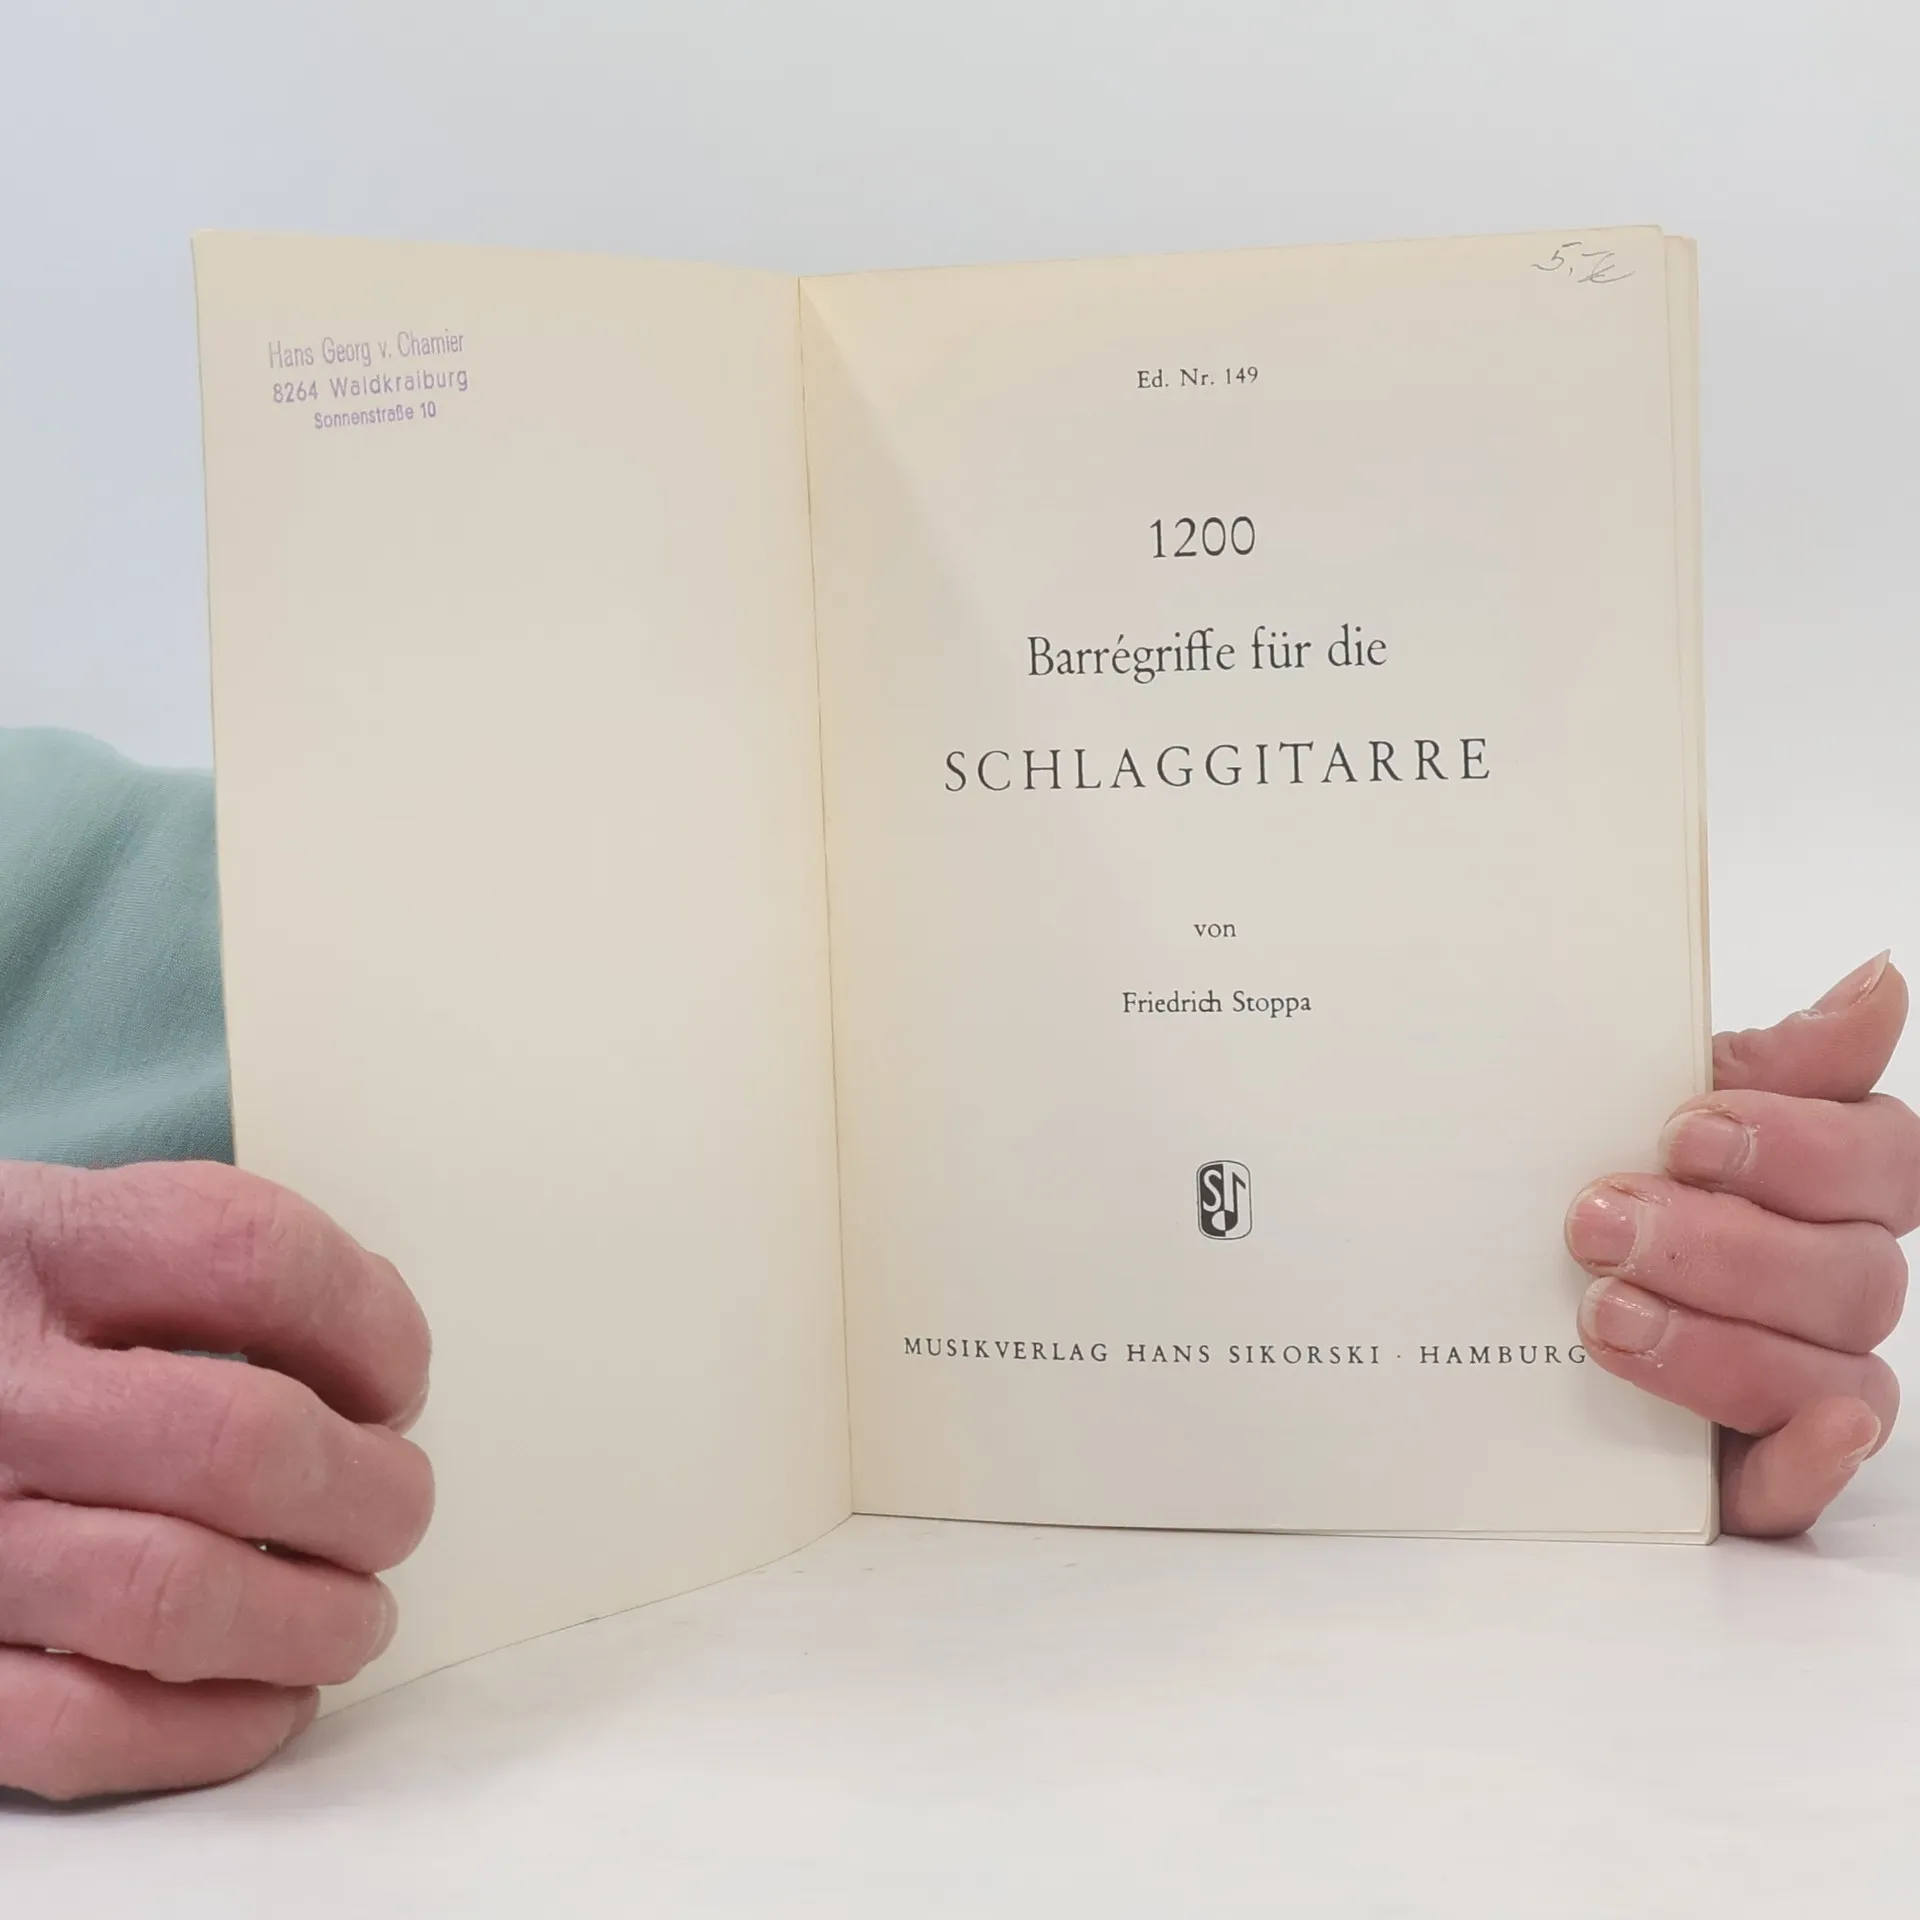 Hans Georg v. Chamier
8264 Waldkraiburg
Sonnenstraße 10
5,-€
Ed. Nr. 149
1200
Barrégriffe für die
SCHLAGGITARRE
von
Friedrich Stoppa
MUSIKVERLAG HANS SIKORSKI · HAMBURG